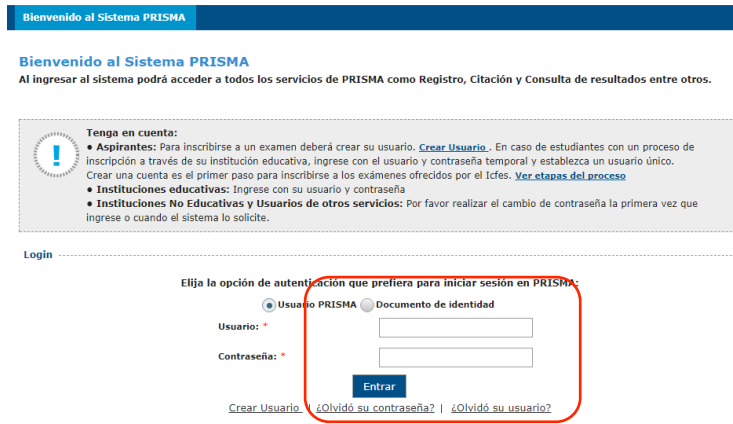 Bienvenido al Sistema PRISMA
Bienvenido al Sistema PRISMA
Al ingresar al sistema podrá acceder a todos los servicios de PRISMA como Registro, Citación y Consulta de resultados entre otros.
!
Tenga en cuenta:
• Aspirantes: Para inscribirse a un examen deberá crear su usuario. Crear Usuario . En caso de estudiantes con un proceso de
inscripción a través de su institución educativa, ingrese con el usuario y contraseña temporal y establezca un usuario único.
Crear una cuenta es el primer paso para inscribirse a los exámenes ofrecidos por el Icfes. Ver etapas del proceso
• Instituciones educativas: Ingrese con su usuario y contraseña
• Instituciones No Educativas y Usuarios de otros servicios: Por favor realizar el cambio de contraseña la primera vez que
ingrese o cuando el sistema lo solicite.
Login
Elija la opción de autenticación que prefiera para iniciar sesión en PRISMA:
Usuario PRISMA Documento de identidad
Usuario: *
Contraseña: *
Entrar
Crear Usuario | ¿Olvidó su contraseña? | ¿Olvidó su usuario?